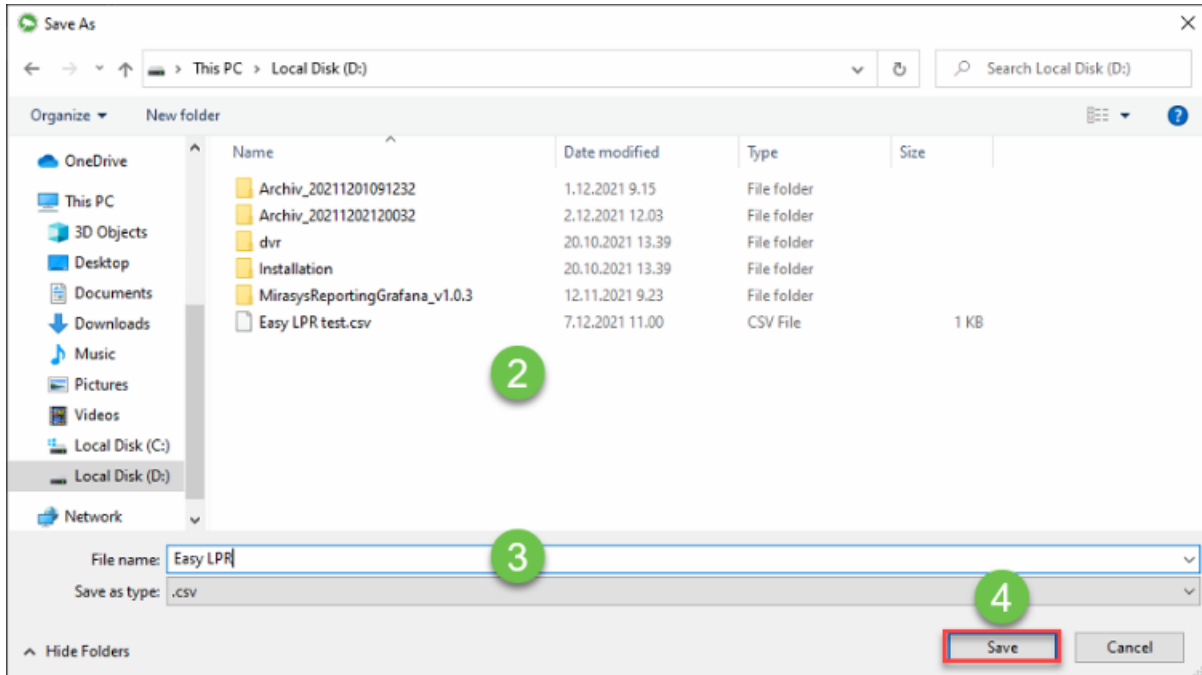 Save As
This PC > Local Disk (D:)
Search Local Disk (D:)
Organize
New folder
?
Name
Date modified
Type
Size
OneDrive
This PC
3D Objects
Desktop
Documents
Downloads
Music
Pictures
Videos
Local Disk (C:)
Local Disk (D:)
Network
Archiv_20211201091232 1.12.2021 9.15 File folder
Archiv_20211202120032 2.12.2021 12.03 File folder
dvr 20.10.2021 13.39 File folder
Installation 20.10.2021 13.39 File folder
MirasysReportingGrafana_v1.0.3 12.11.2021 9.23 File folder
Easy LPR test.csv 7.12.2021 11.00 CSV File 1 KB
2
File name: Easy LPR
3
Save as type: .csv
4
Hide Folders
Save
Cancel